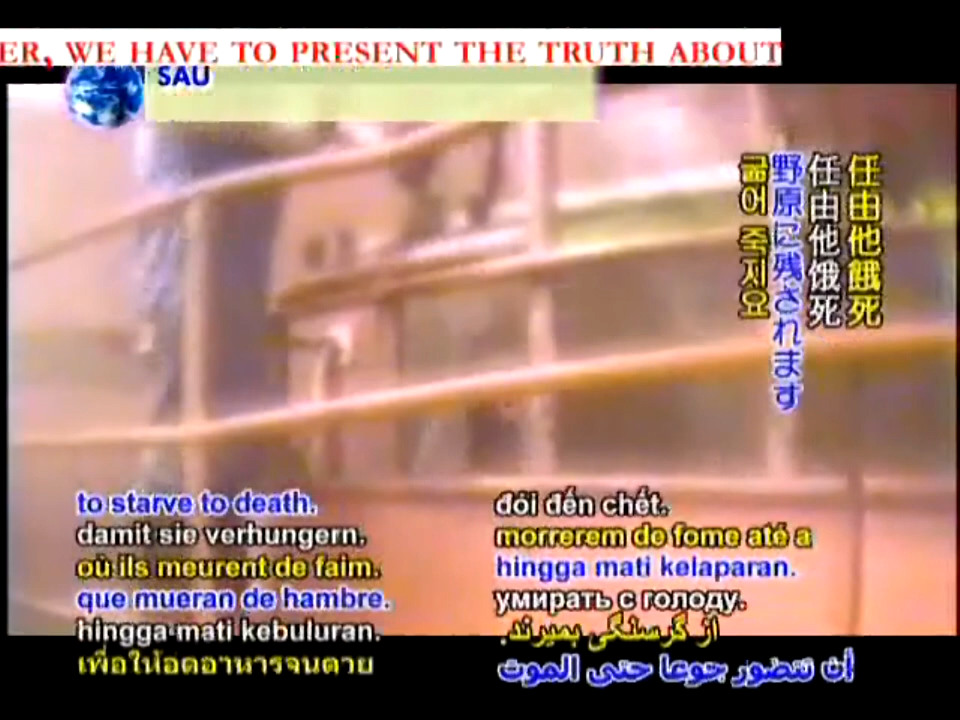 ER, WE HAVE TO PRESENT THE TRUTH ABOUT
SAU
任由他餓死
任由他饿死
野原に残されます
굶어 죽지요
to starve to death.
damit sie verhungern.
où ils meurent de faim.
que mueran de hambre.
hingga mati kebuluran.
เพื่อให้อดอาหารจนตาย
đói đến chết.
morrerem de fome até a
hingga mati kelaparan.
умирать с голоду.
از گرسنگی بمیرند.
أن تتضور جوعا حتى الموت